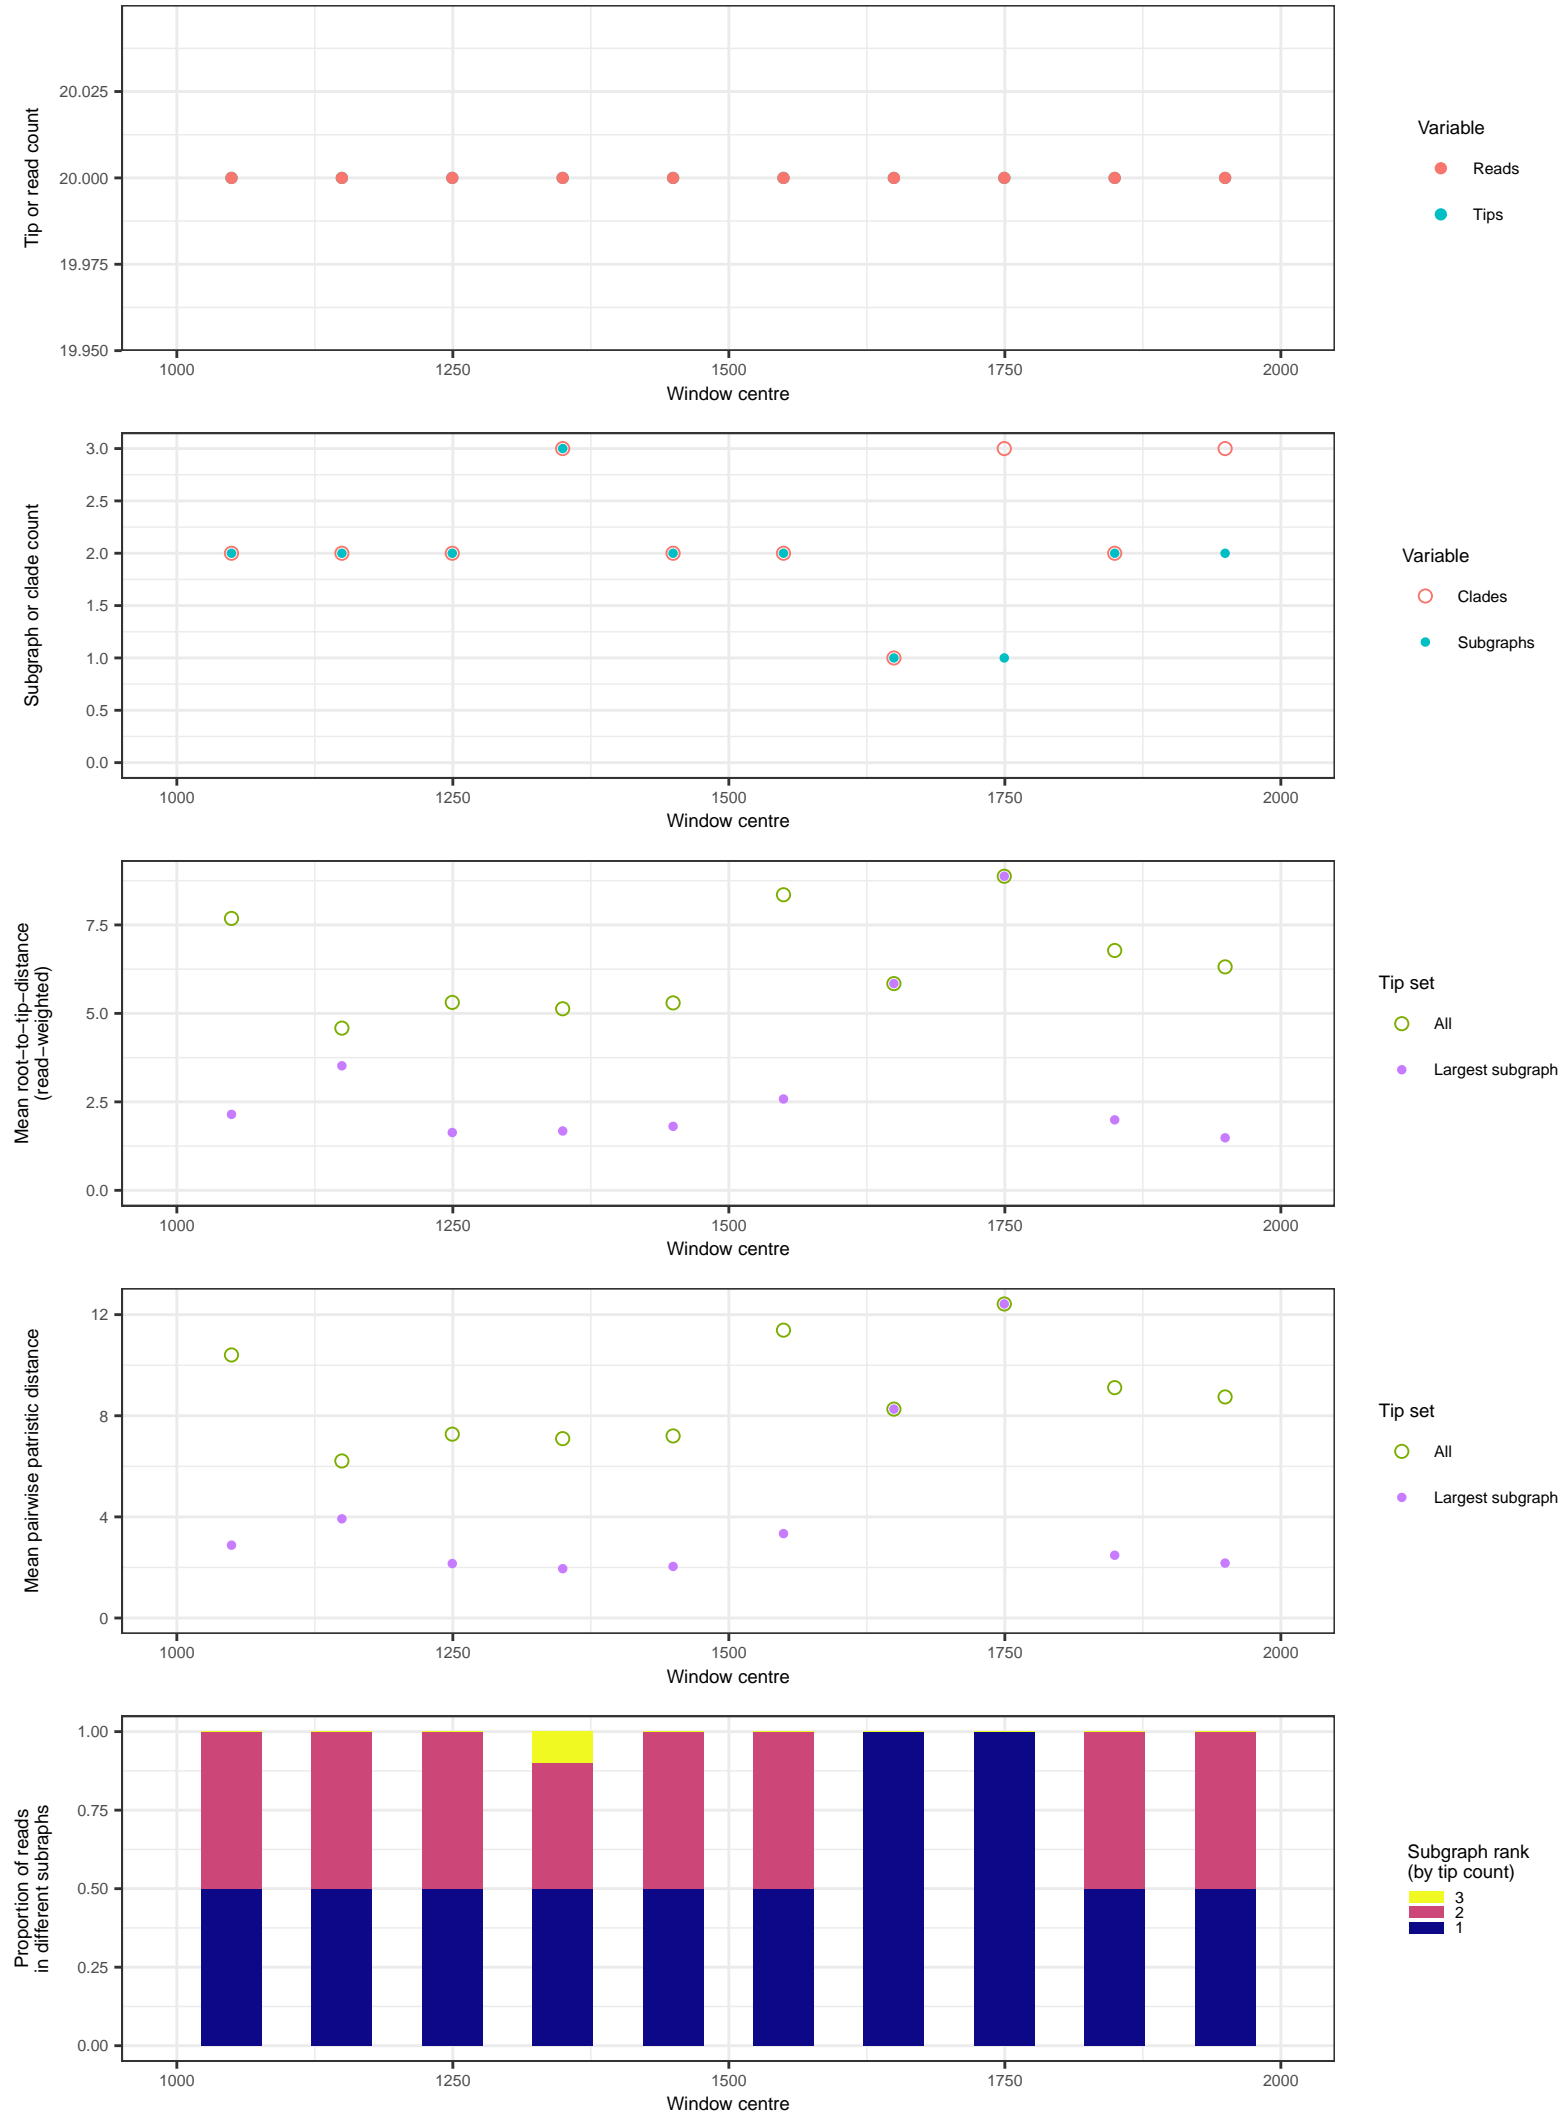 Tip or read count
20.025
20.000
19.975
19.950
1000
1250
1500
1750
2000
Window centre
Variable
Reads
Tips
Subgraph or clade count
3.0
2.5
2.0
1.5
1.0
0.5
0.0
1000
1250
1500
1750
2000
Window centre
Variable
Clades
Subgraphs
Mean root−to−tip−distance
(read−weighted)
7.5
5.0
2.5
0.0
1000
1250
1500
1750
2000
Window centre
Tip set
All
Largest subgraph
Mean pairwise patristic distance
12
8
4
0
1000
1250
1500
1750
2000
Window centre
Tip set
All
Largest subgraph
Proportion of reads
in different subraphs
1.00
0.75
0.50
0.25
0.00
1000
1250
1500
1750
2000
Window centre
Subgraph rank
(by tip count)
3
2
1